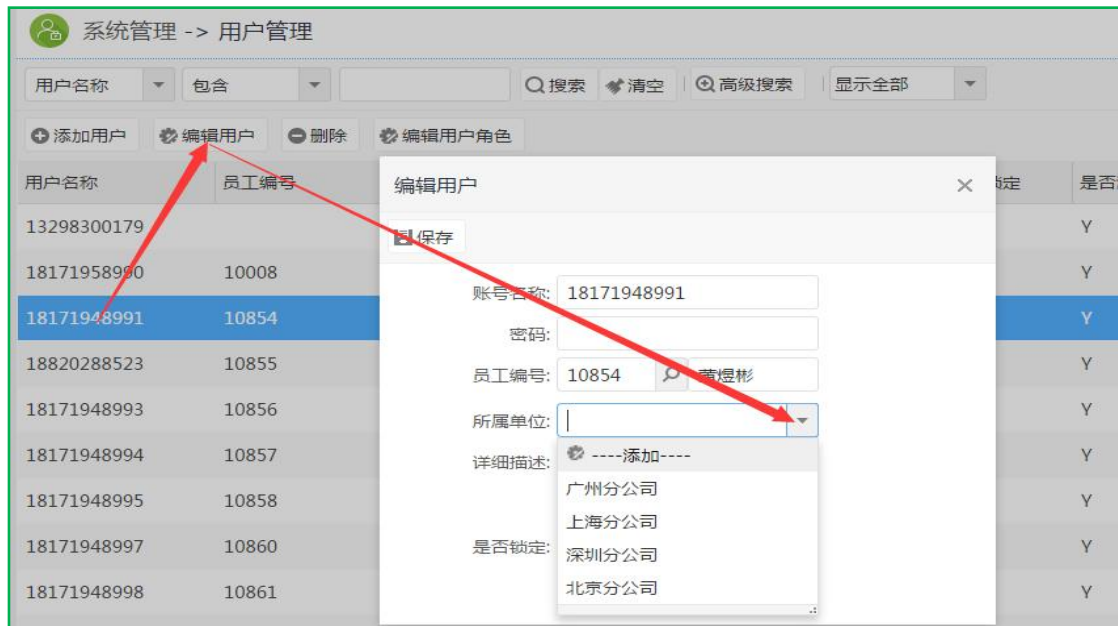 系统管理 -> 用户管理
用户名称 包含 搜索 清空 高级搜索 显示全部
添加用户 编辑用户 删除 编辑用户角色
用户名称 员工编号 锁定 是否
13298300179 Y
18171958990 10008 Y
18171948991 10854 Y
18820288523 10855 Y
18171948993 10856 Y
18171948994 10857 Y
18171948995 10858 Y
18171948997 10860 Y
18171948998 10861 Y
编辑用户
保存
账号名称: 18171948991
密码:
员工编号: 10854 黄煜彬
所属单位:
----添加----
详细描述:
广州分公司
上海分公司
是否锁定:
深圳分公司
北京分公司